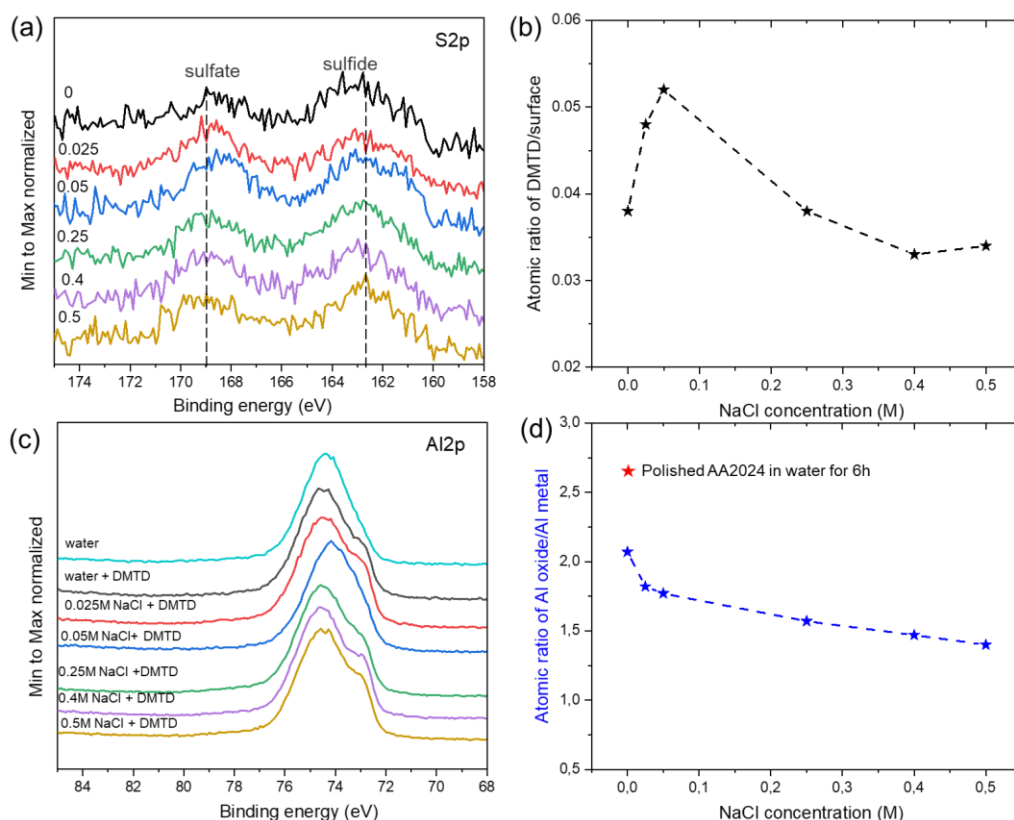 (a)
S2p
sulfate
sulfide
0
0.025
0.05
0.25
0.4
0.5
Min to Max normalized
174 172 170 168 166 164 162 160 158
Binding energy (eV)
(b)
Atomic ratio of DMTD/surface
0.06
0.05
0.04
0.03
0.02
0.0 0.1 0.2 0.3 0.4 0.5
NaCl concentration (M)
(c)
Al2p
water
water + DMTD
0.025M NaCl + DMTD
0.05M NaCl+ DMTD
0.25M NaCl +DMTD
0.4M NaCl + DMTD
0.5M NaCl + DMTD
Min to Max normalized
84 82 80 78 76 74 72 70 68
Binding energy (eV)
(d)
Polished AA2024 in water for 6h
Atomic ratio of Al oxide/Al metal
3,0
2,5
2,0
1,5
1,0
0,5
0,0 0,1 0,2 0,3 0,4 0,5
NaCl concentration (M)